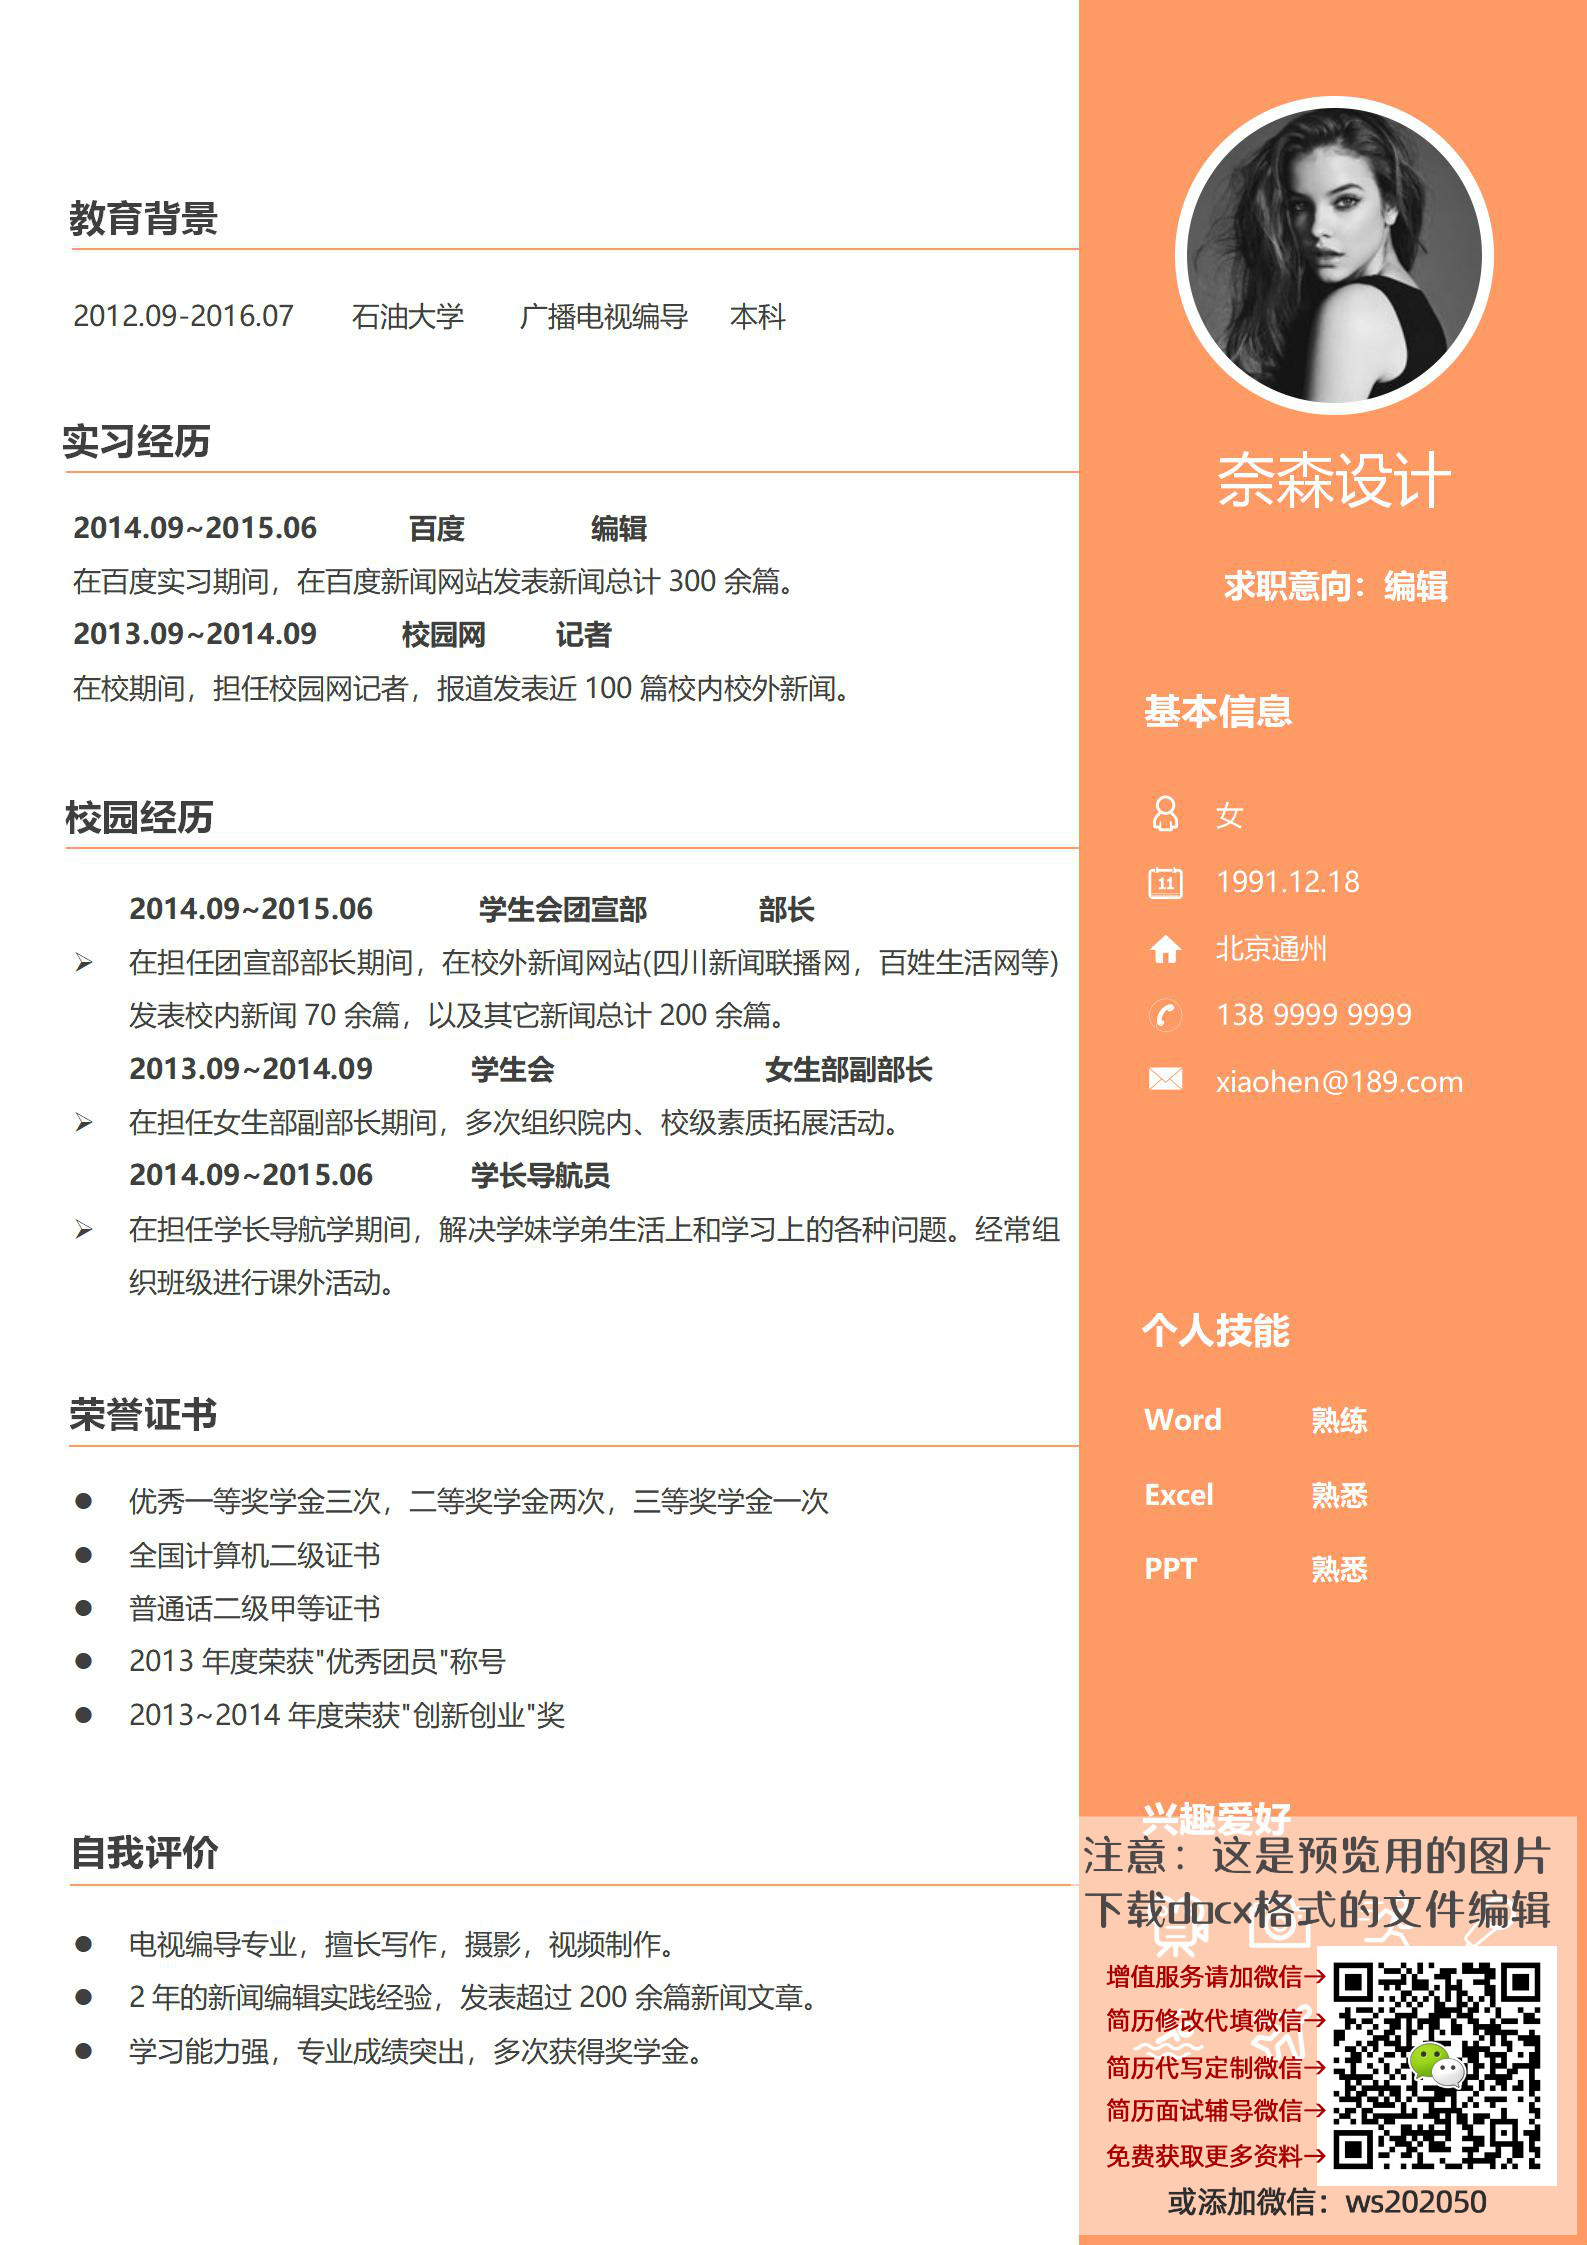 教育背景
2012.09-2016.07 石油大学 广播电视编导 本科
实习经历
2014.09~2015.06 百度 编辑
在百度实习期间，在百度新闻网站发表新闻总计 300 余篇。
2013.09~2014.09 校园网 记者
在校期间，担任校园网记者，报道发表近 100 篇校内校外新闻。
校园经历
2014.09~2015.06 学生会团宣部 部长
➢ 在担任团宣部部长期间，在校外新闻网站(四川新闻联播网，百姓生活网等)
发表校内新闻 70 余篇，以及其它新闻总计 200 余篇。
2013.09~2014.09 学生会 女生部副部长
➢ 在担任女生部副部长期间，多次组织院内、校级素质拓展活动。
2014.09~2015.06 学长导航员
➢ 在担任学长导航学期间，解决学妹学弟生活上和学习上的各种问题。经常组
织班级进行课外活动。
荣誉证书
● 优秀一等奖学金三次，二等奖学金两次，三等奖学金一次
● 全国计算机二级证书
● 普通话二级甲等证书
● 2013 年度荣获"优秀团员"称号
● 2013~2014 年度荣获"创新创业"奖
自我评价
● 电视编导专业，擅长写作，摄影，视频制作。
● 2 年的新闻编辑实践经验，发表超过 200 余篇新闻文章。
● 学习能力强，专业成绩突出，多次获得奖学金。
奈森设计
求职意向：编辑
基本信息
女
11 1991.12.18
北京通州
138 9999 9999
xiaohen@189.com
个人技能
Word 熟练
Excel 熟悉
PPT 熟悉
兴趣爱好
注意：这是预览用的图片
下载docx格式的文件编辑
增值服务请加微信→
简历修改代填微信→
简历代写定制微信→
简历面试辅导微信→
免费获取更多资料→
或添加微信：ws202050